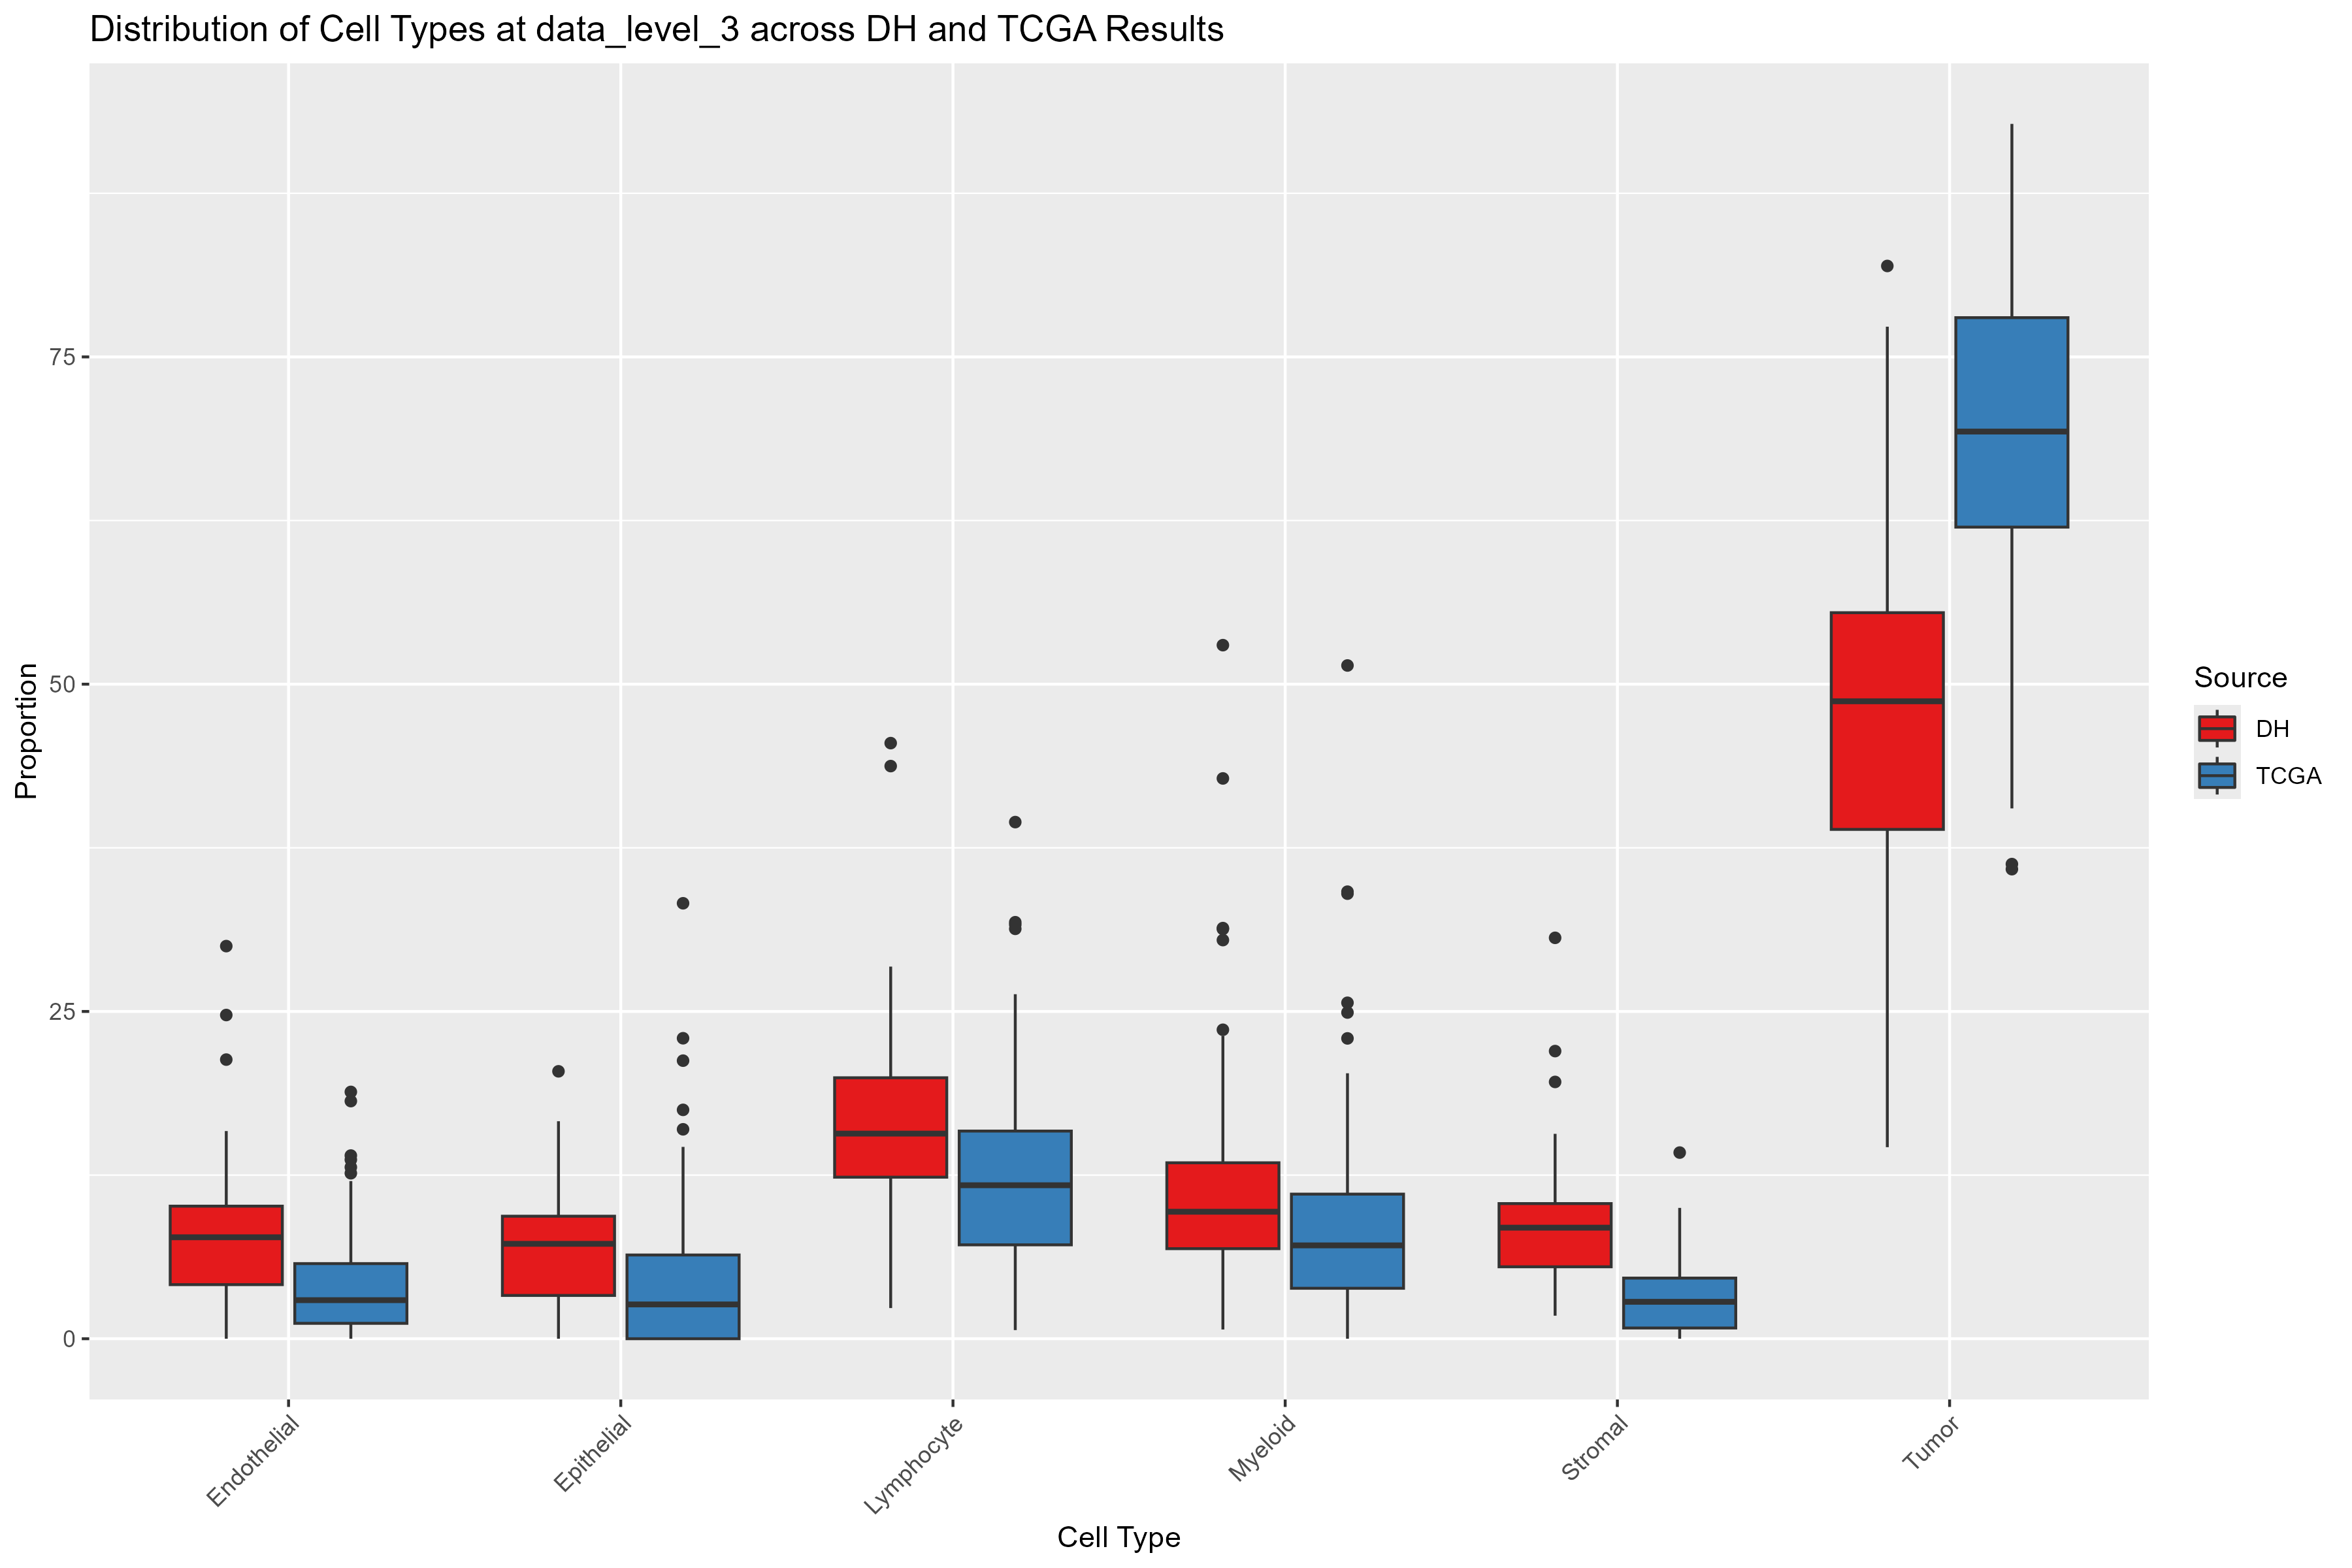 Distribution of Cell Types at data_level_3 across DH and TCGA Results
75
50
25
0
Proportion
Endothelial
Epithelial
Lymphocyte
Myeloid
Stromal
Tumor
Cell Type
Source
DH
TCGA